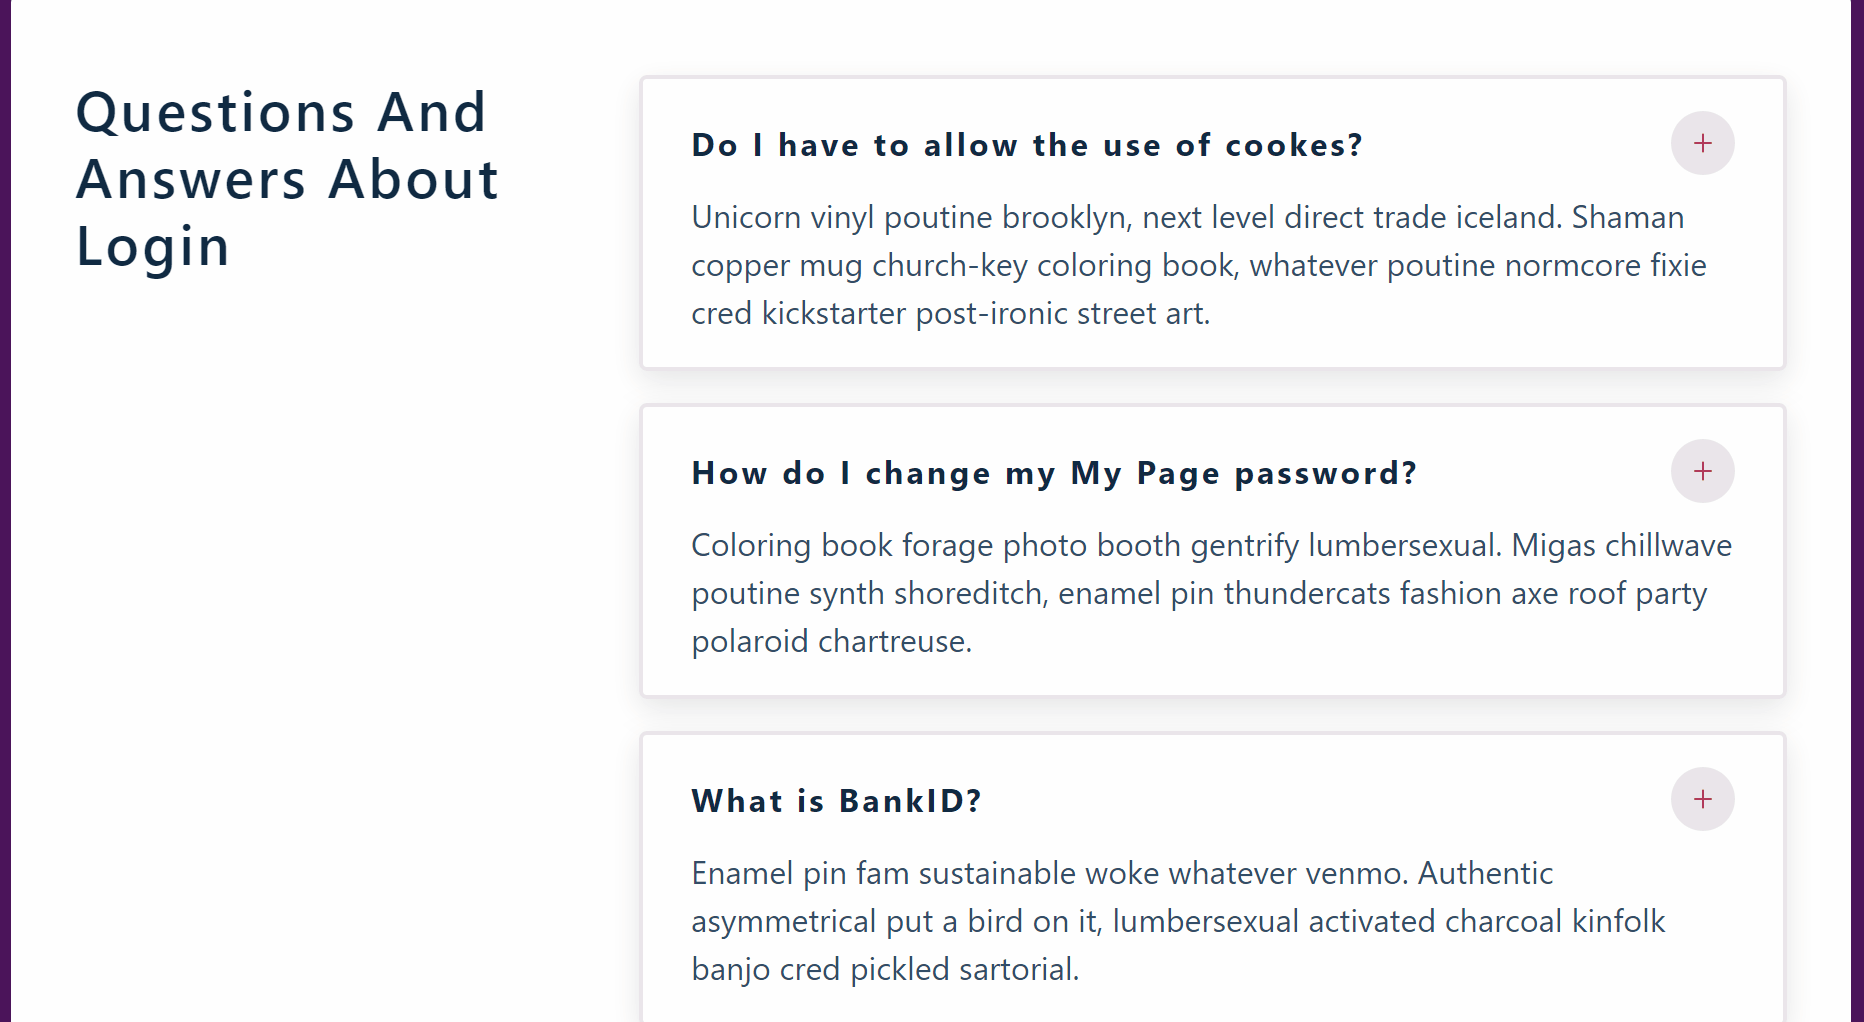 Questions And
Answers About
Login
Do I have to allow the use of cookes?
Unicorn vinyl poutine brooklyn, next level direct trade iceland. Shaman
copper mug church-key coloring book, whatever poutine normcore fixie
cred kickstarter post-ironic street art.
How do I change my My Page password?
Coloring book forage photo booth gentrify lumbersexual. Migas chillwave
poutine synth shoreditch, enamel pin thundercats fashion axe roof party
polaroid chartreuse.
What is BankID?
Enamel pin fam sustainable woke whatever venmo. Authentic
asymmetrical put a bird on it, lumbersexual activated charcoal kinfolk
banjo cred pickled sartorial.